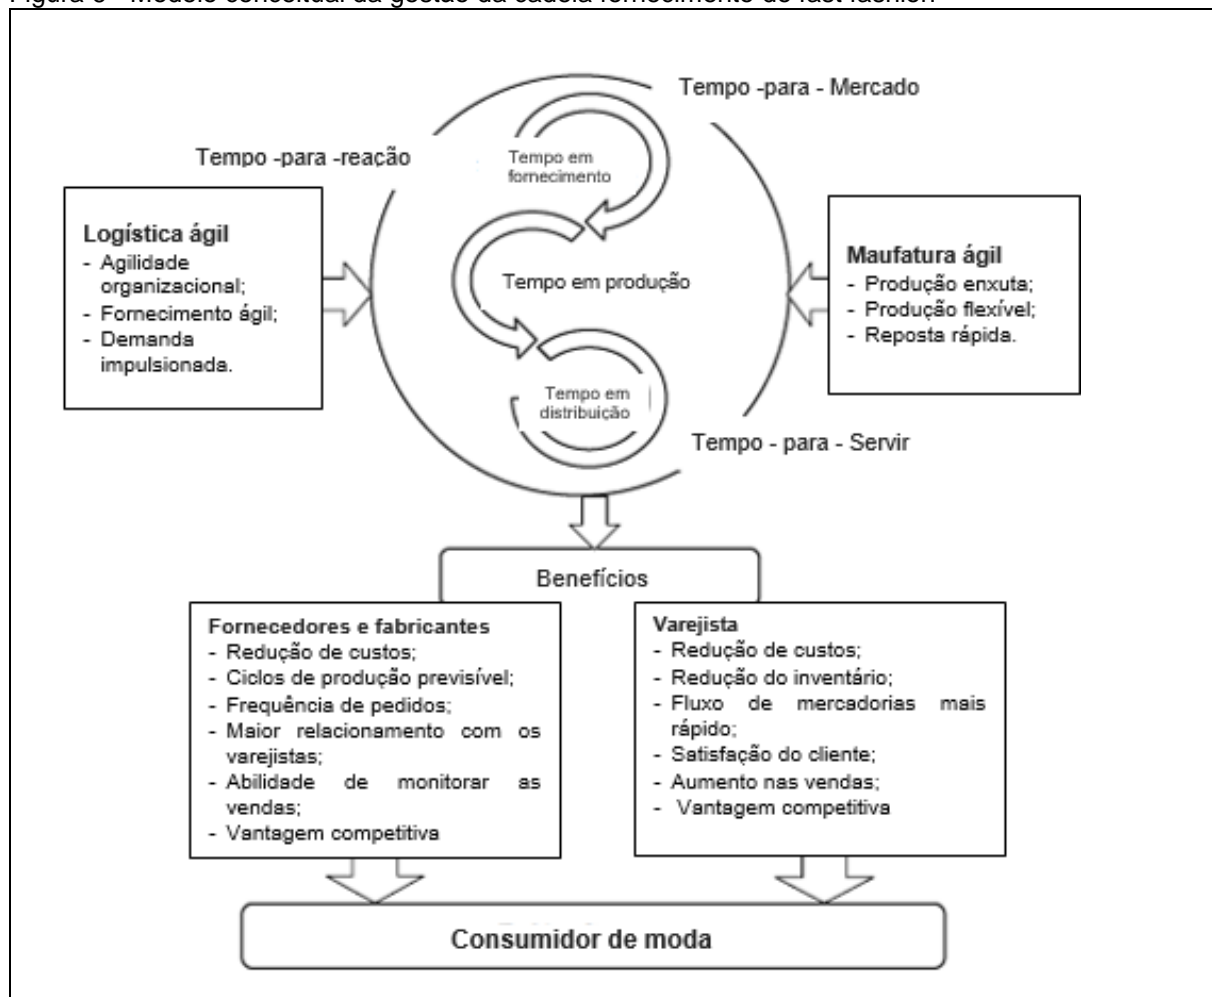 Tempo -para - Mercado
Tempo -para -reação
Tempo em
fornecimento
Logística ágil
- Agilidade
organizacional;
- Fornecimento ágil;
- Demanda
impulsionada.
Tempo em produção
Maufatura ágil
- Produção enxuta;
- Produção flexível;
- Reposta rápida.
Tempo em
distribuição
Tempo - para - Servir
Benefícios
Fornecedores e fabricantes
- Redução de custos;
- Ciclos de produção previsível;
- Frequência de pedidos;
- Maior relacionamento com os
varejistas;
- Abilidade de monitorar as
vendas;
- Vantagem competitiva
Varejista
- Redução de custos;
- Redução do inventário;
- Fluxo de mercadorias mais
rápido;
- Satisfação do cliente;
- Aumento nas vendas;
- Vantagem competitiva
Consumidor de moda